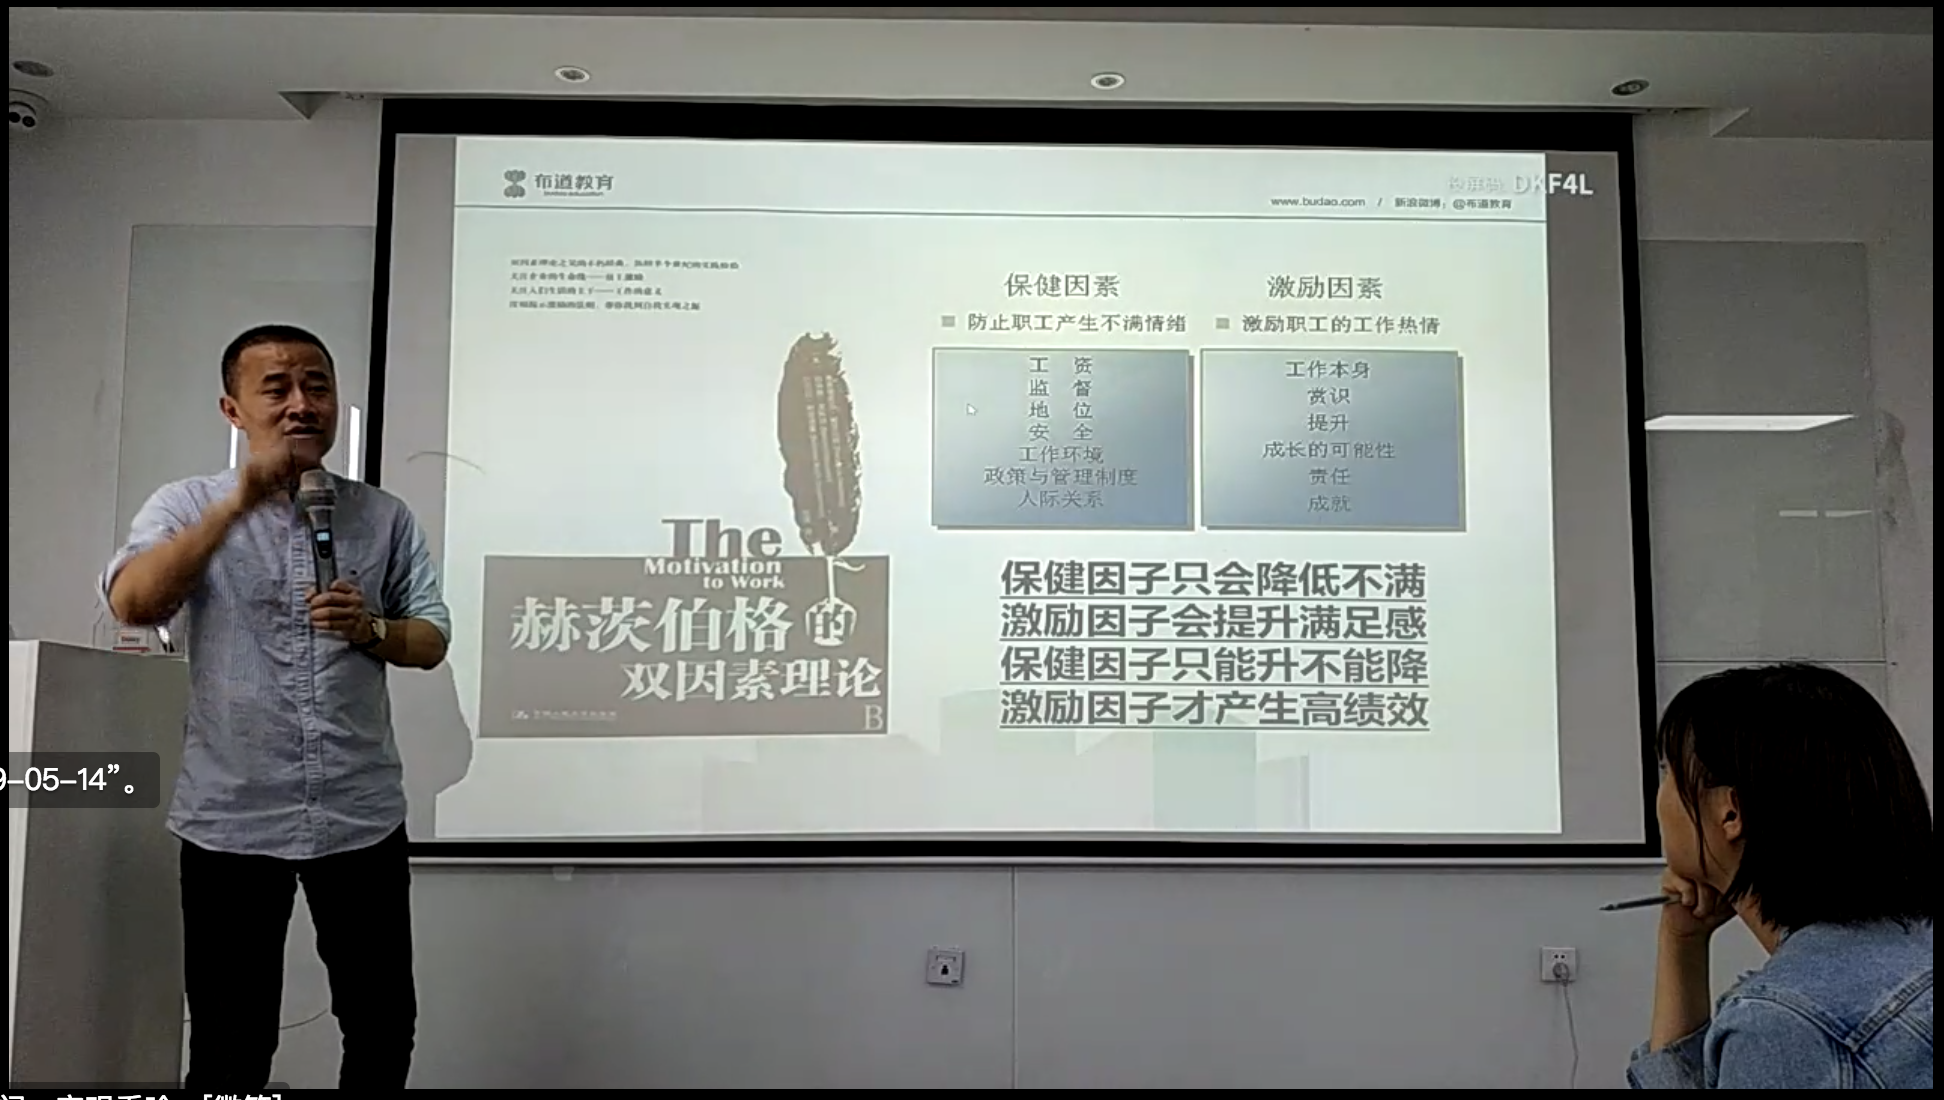 布道教育
投屏码 DKF4L
www.budao.com / 新浪微博：@布道教育
保健因素
防止职工产生不满情绪
工 资
监 督
地 位
安 全
工作环境
政策与管理制度
人际关系
激励因素
激励职工的工作热情
工作本身
赏识
提升
成长的可能性
责任
成就
The
Motivation
to Work
赫茨伯格的
双因素理论
B
保健因子只会降低不满
激励因子会提升满足感
保健因子只能升不能降
激励因子才产生高绩效
9-05-14”。